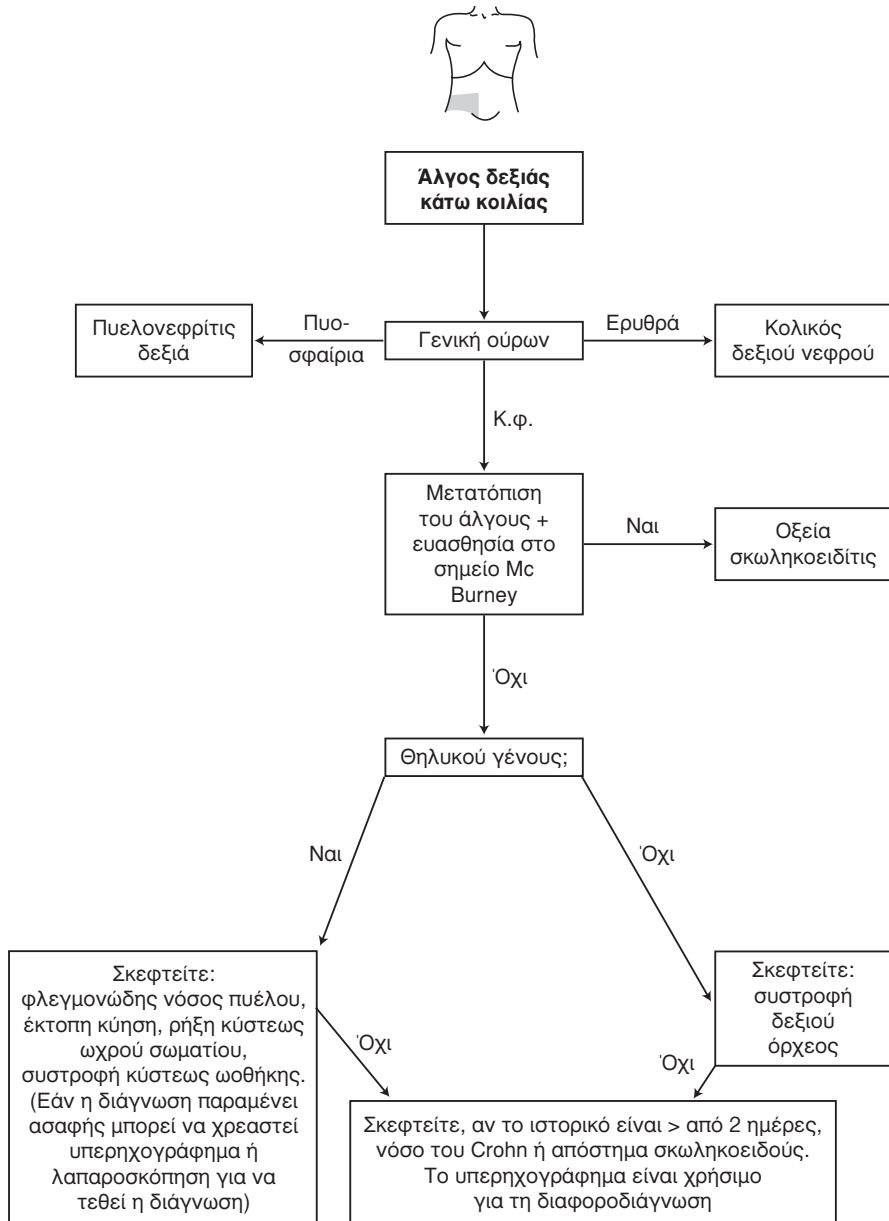 Άλγος δεξιάς
κάτω κοιλίας
Πυελονεφρίτις
δεξιά
Πυο-
σφαίρια
Γενική ούρων
Ερυθρά
Κολικός
δεξιού νεφρού
Κ.φ.
Μετατόπιση
του άλγους +
ευασθησία στο
σημείο Mc
Burney
Ναι
Οξεία
σκωληκοειδίτις
Όχι
Θηλυκού γένους;
Ναι
Όχι
Σκεφτείτε:
φλεγμονώδης νόσος πυέλου,
έκτοπη κύηση, ρήξη κύστεως
ωχρού σωματίου,
συστροφή κύστεως ωοθήκης.
(Εάν η διάγνωση παραμένει
ασαφής μπορεί να χρεαστεί
υπερηχογράφημα ή
λαπαροσκόπηση για να
τεθεί η διάγνωση)
Σκεφτείτε:
συστροφή
δεξιού
όρχεος
Όχι
Όχι
Σκεφτείτε, αν το ιστορικό είναι > από 2 ημέρες,
νόσο του Crohn ή απόστημα σκωληκοειδούς.
Το υπερηχογράφημα είναι χρήσιμο
για τη διαφοροδιάγνωση